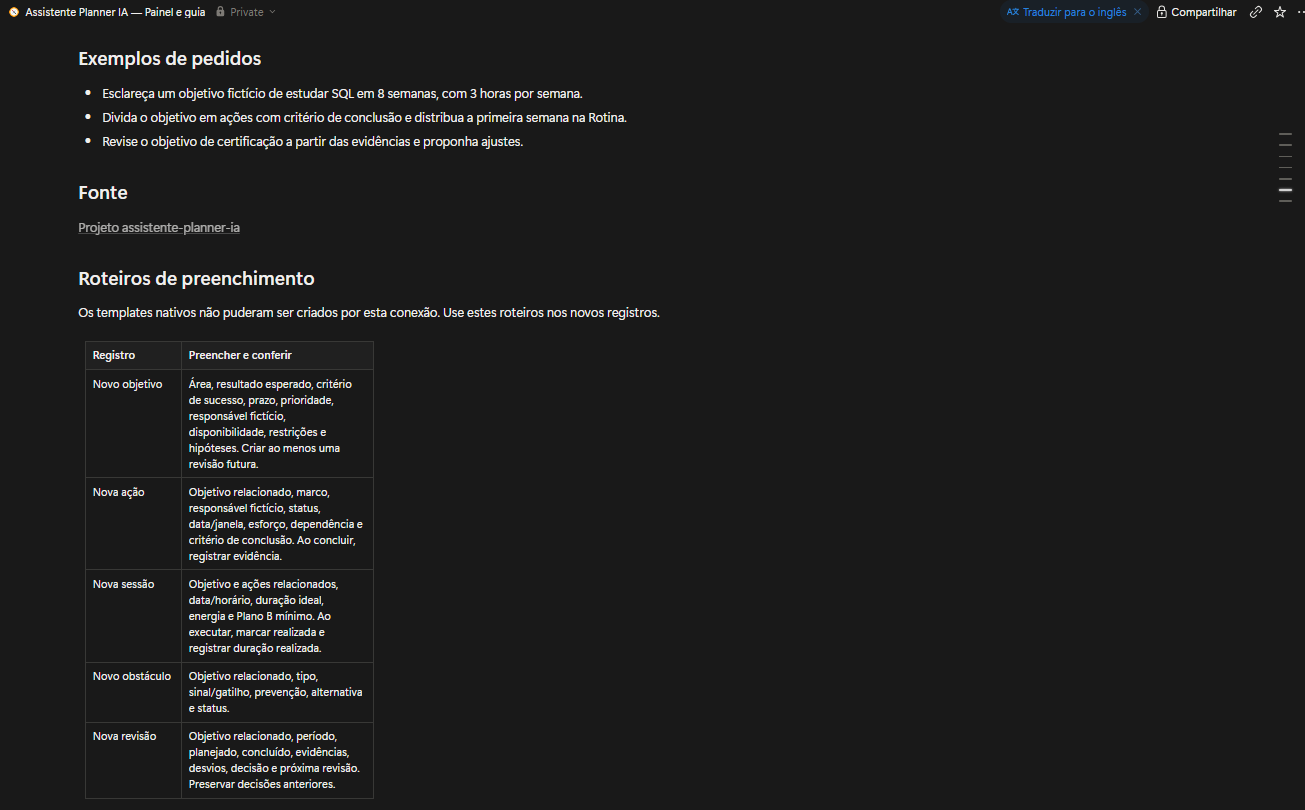 Assistente Planner IA — Painel e guia Private
Traduzir para o inglês
Compartilhar
Exemplos de pedidos
Esclareça um objetivo fictício de estudar SQL em 8 semanas, com 3 horas por semana.
Divida o objetivo em ações com critério de conclusão e distribua a primeira semana na Rotina.
Revise o objetivo de certificação a partir das evidências e proponha ajustes.
Fonte
Projeto assistente-planner-ia
Roteiros de preenchimento
Os templates nativos não puderam ser criados por esta conexão. Use estes roteiros nos novos registros.
Registro
Preencher e conferir
Novo objetivo
Área, resultado esperado, critério
de sucesso, prazo, prioridade,
responsável fictício,
disponibilidade, restrições e
hipóteses. Criar ao menos uma
revisão futura.
Nova ação
Objetivo relacionado, marco,
responsável fictício, status,
data/janela, esforço, dependência e
critério de conclusão. Ao concluir,
registrar evidência.
Nova sessão
Objetivo e ações relacionados,
data/horário, duração ideal,
energia e Plano B mínimo. Ao
executar, marcar realizada e
registrar duração realizada.
Novo obstáculo
Objetivo relacionado, tipo,
sinal/gatilho, prevenção, alternativa
e status.
Nova revisão
Objetivo relacionado, período,
planejado, concluído, evidências,
desvios, decisão e próxima revisão.
Preservar decisões anteriores.